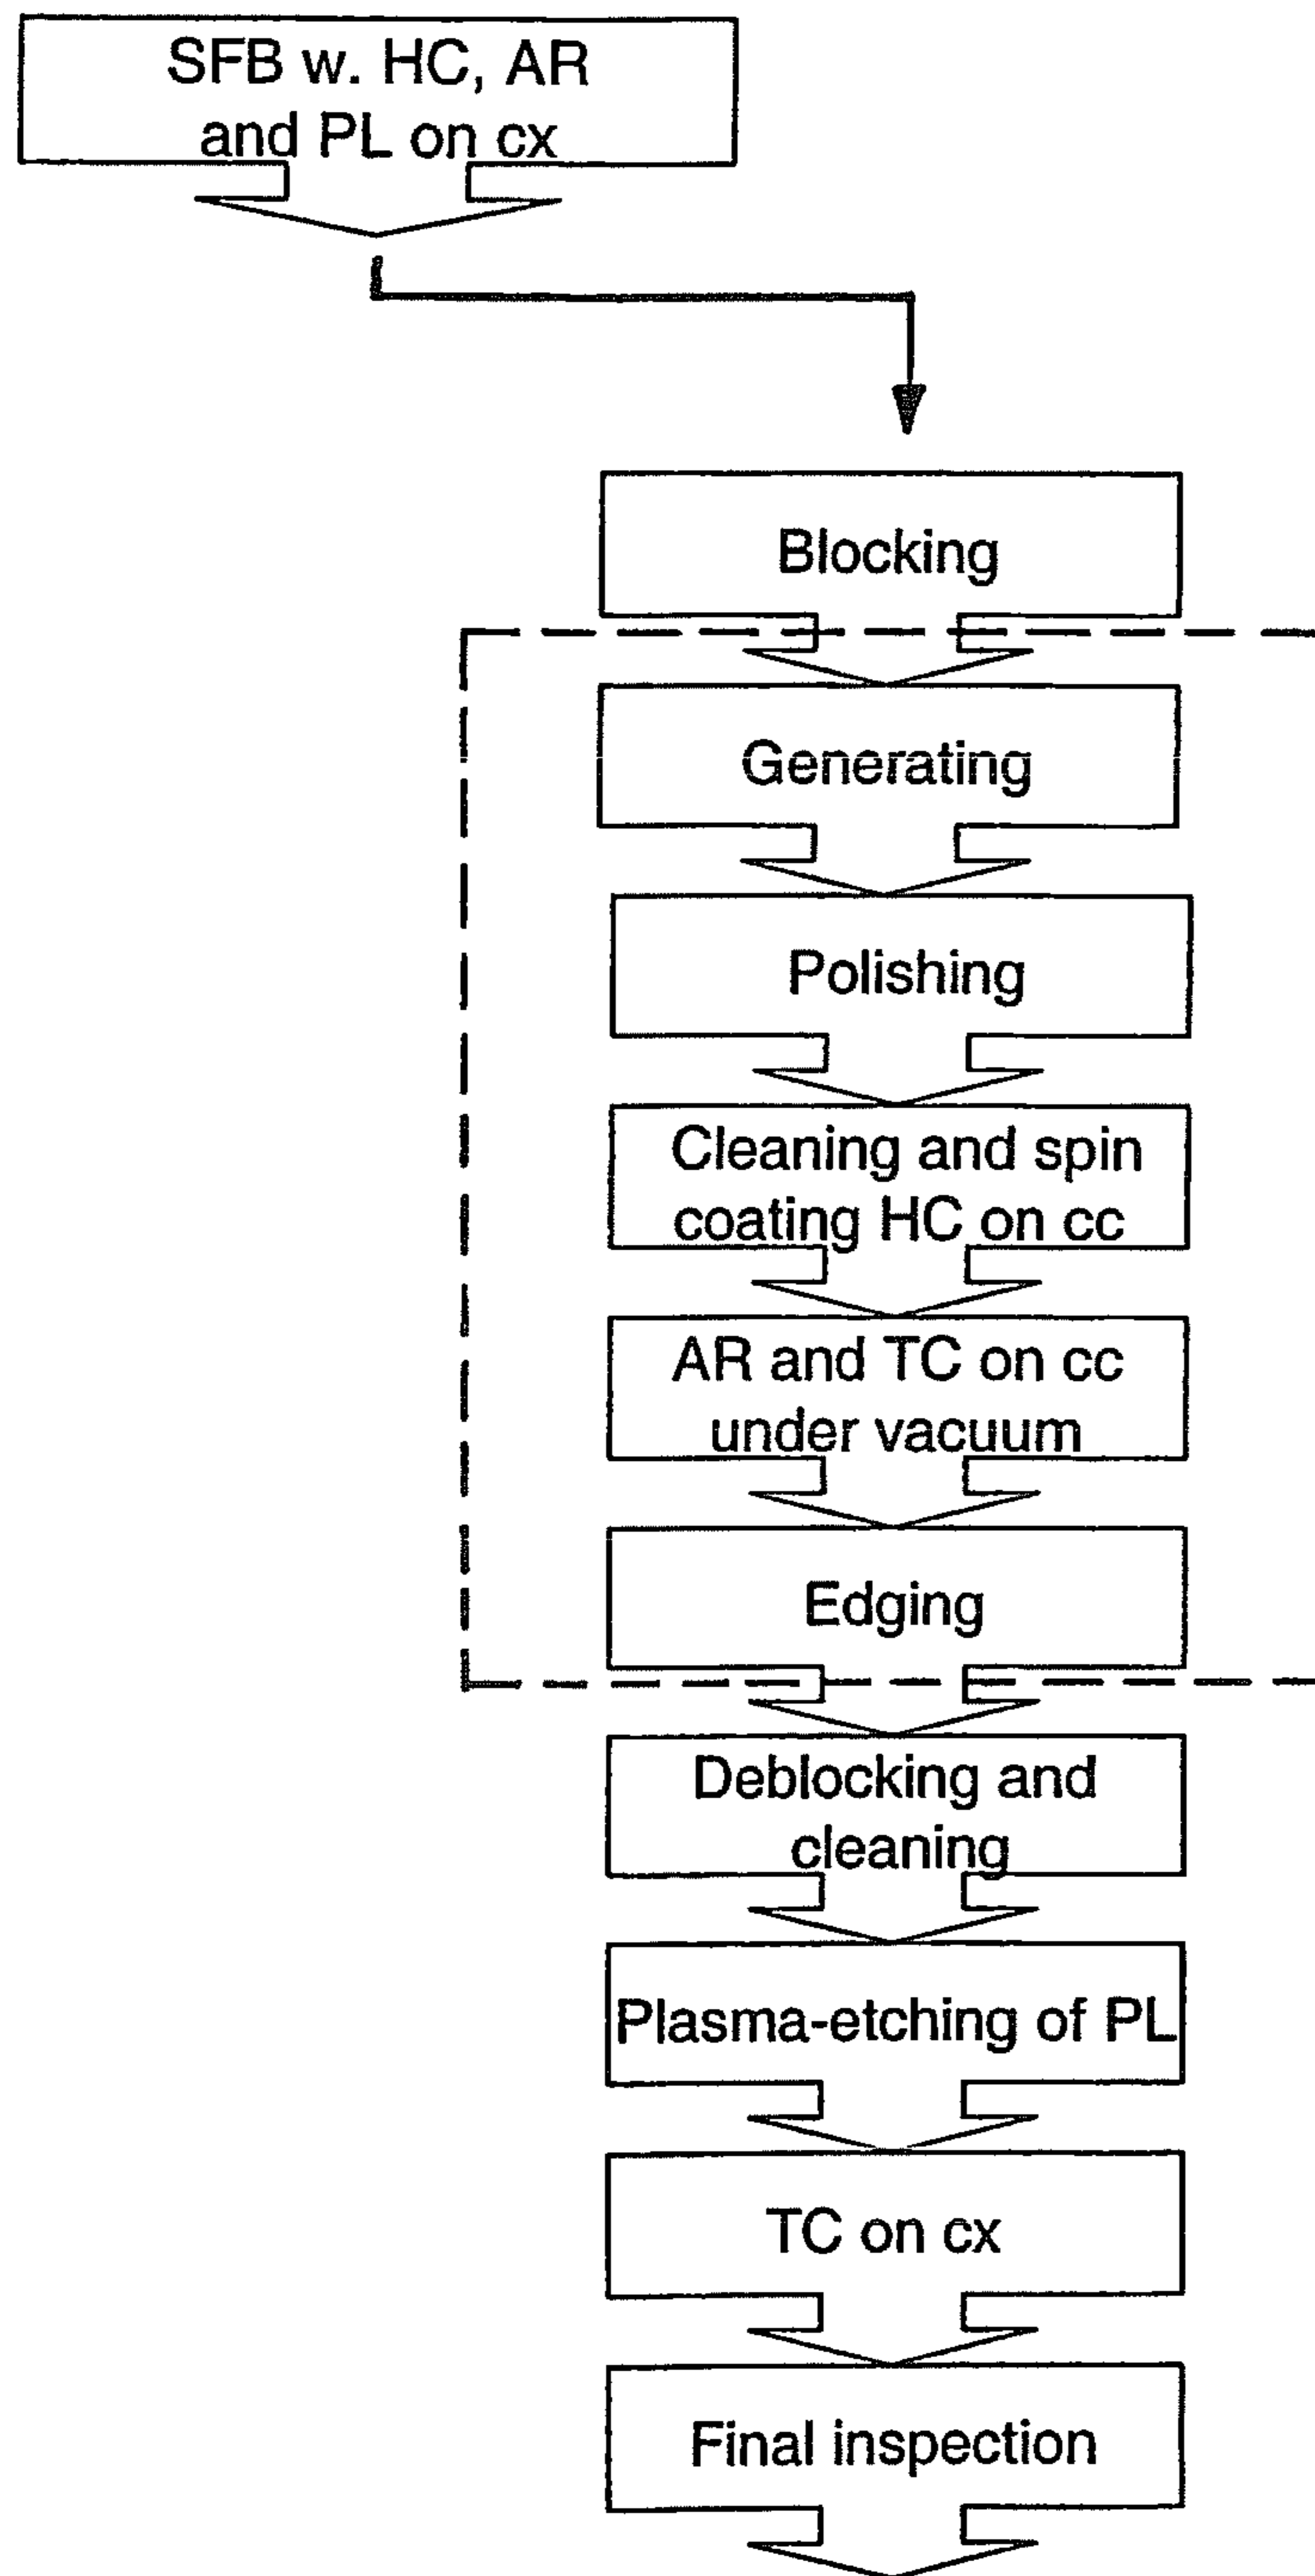 SFB w. HC, AR
and PL on cx
Blocking
Generating
Polishing
Cleaning and spin
coating HC on cc
AR and TC on cc
under vacuum
Edging
Deblocking and
cleaning
Plasma-etching of PL
TC on cx
Final inspection